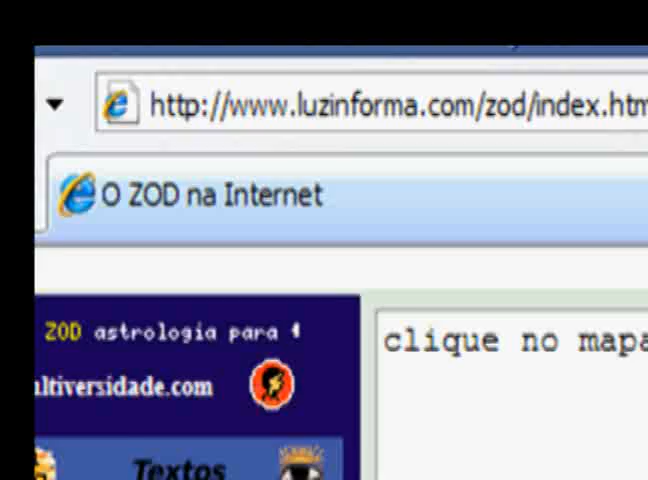 http://www.luzinforma.com/zod/index.htm
O ZOD na Internet
ZOD astrologia para
clique no mapa
ltiversidade.com
Textos